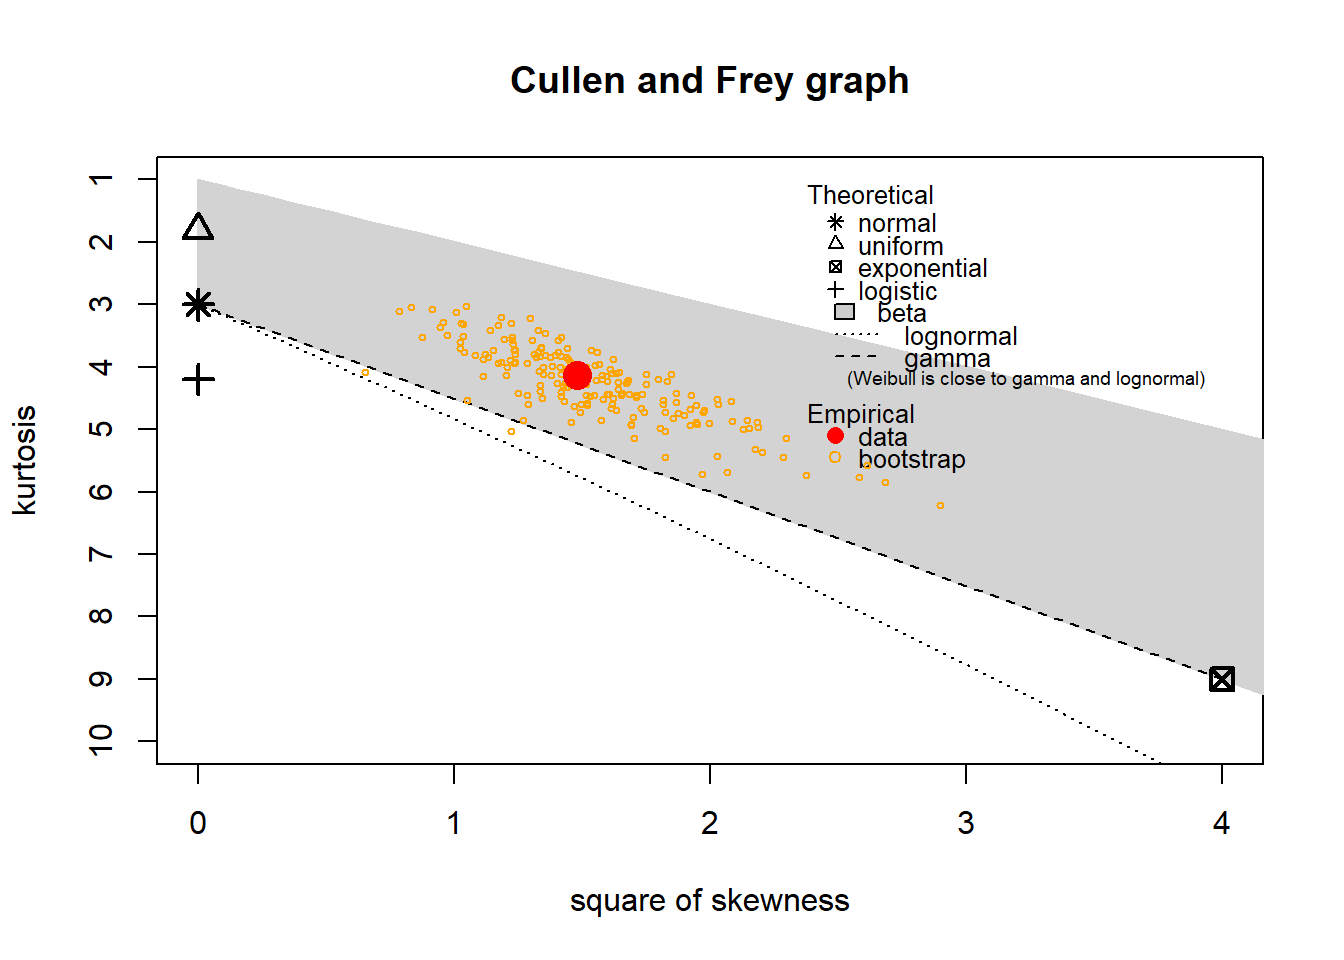 Cullen and Frey graph
kurtosis
1
2
3
4
5
6
7
8
9
10
Theoretical
normal
uniform
exponential
logistic
beta
lognormal
gamma
(Weibull is close to gamma and lognormal)
Empirical
data
bootstrap
0 1 2 3 4
square of skewness